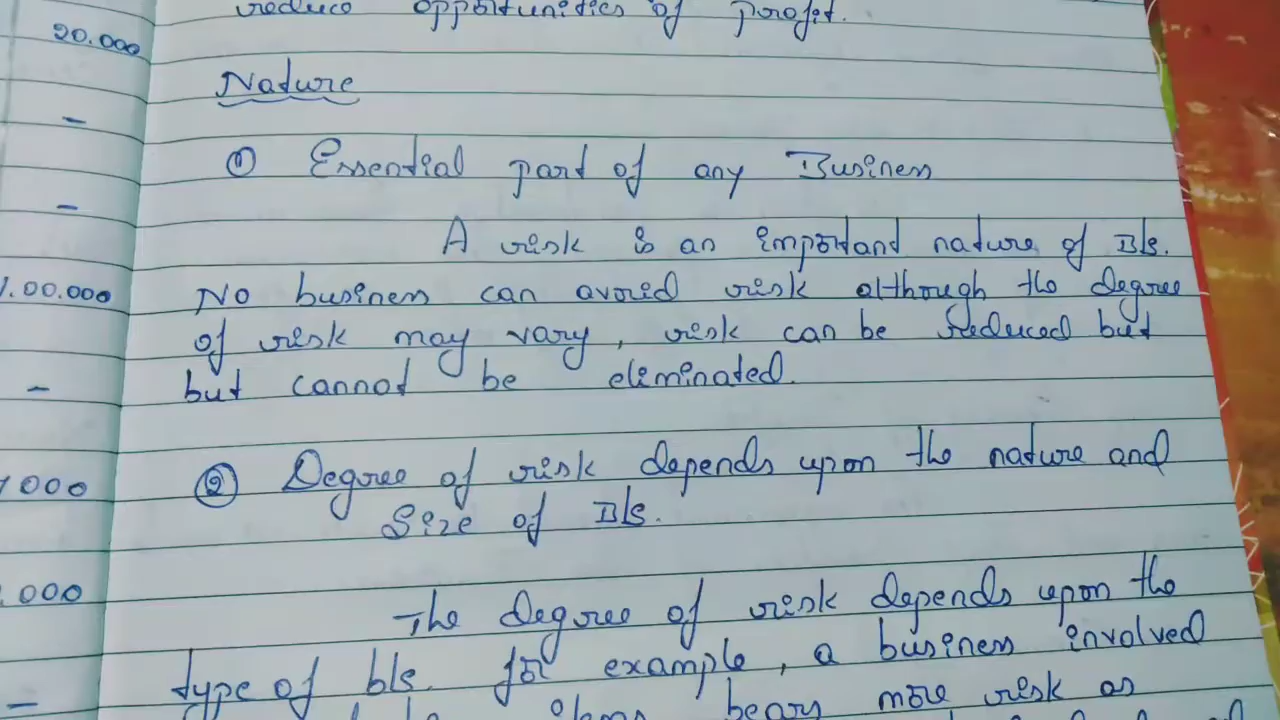 reduce opportunities of profit.
20.000
Nature
① Essential part of any Business
A risk is an important nature of B/s.
1.00.000
No business can avoid risk although the degree
of risk may vary, risk can be reduced but
but cannot be eliminated.
② Degree of risk depends upon the nature and
000
Size of B/s.
000
The degree of risk depends upon the
type of b/s. for example, a business involved
bears more risk as